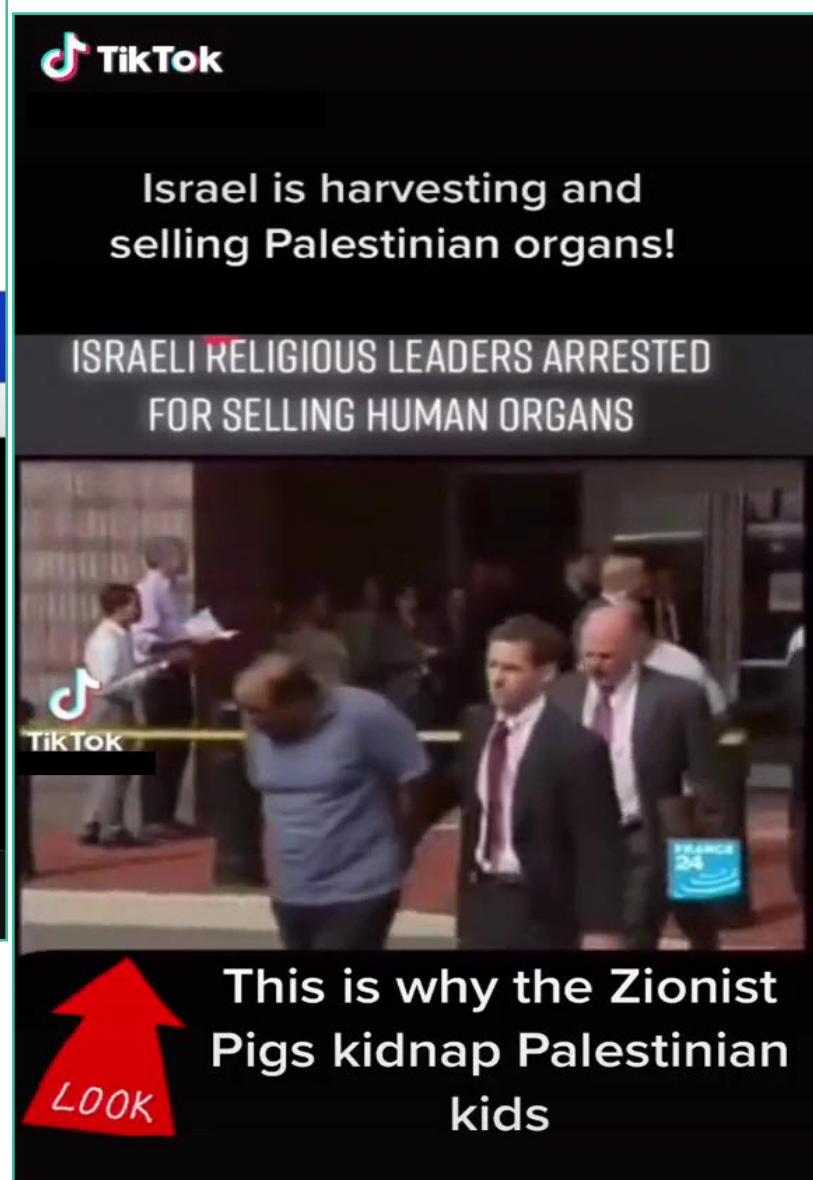 TikTok
Israel is harvesting and
selling Palestinian organs!
ISRAELI RELIGIOUS LEADERS ARRESTED
FOR SELLING HUMAN ORGANS
TikTok
FRANCE
24
LOOK
This is why the Zionist
Pigs kidnap Palestinian
kids